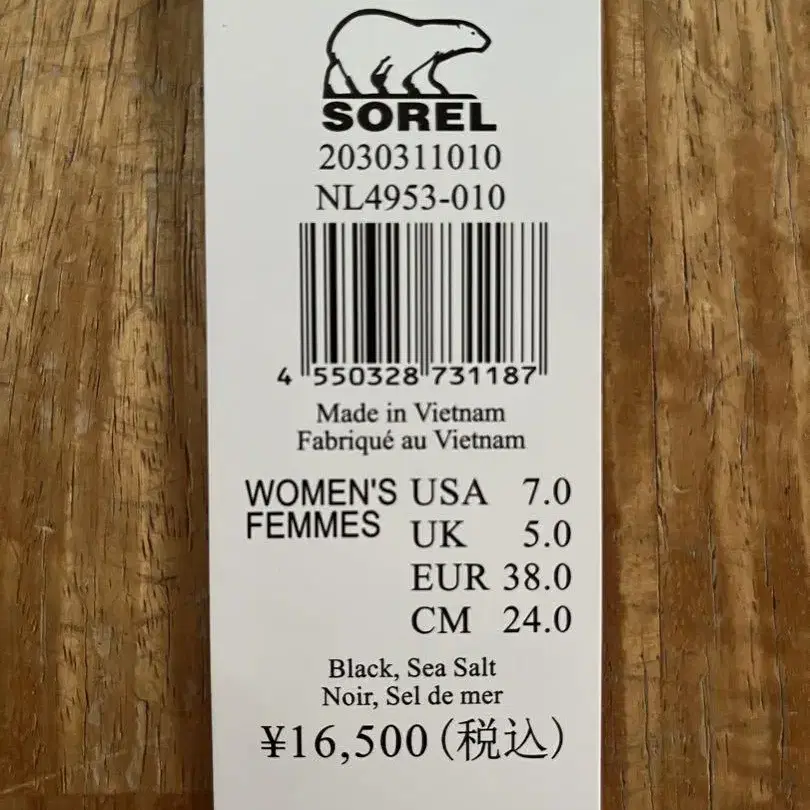 SOREL
2030311010
NL4953-010
4 550328 731187
Made in Vietnam
Fabriqué au Vietnam
WOMEN'S USA 7.0
FEMMES UK 5.0
EUR 38.0
CM 24.0
Black, Sea Salt
Noir, Sel de mer
¥16,500(税込)